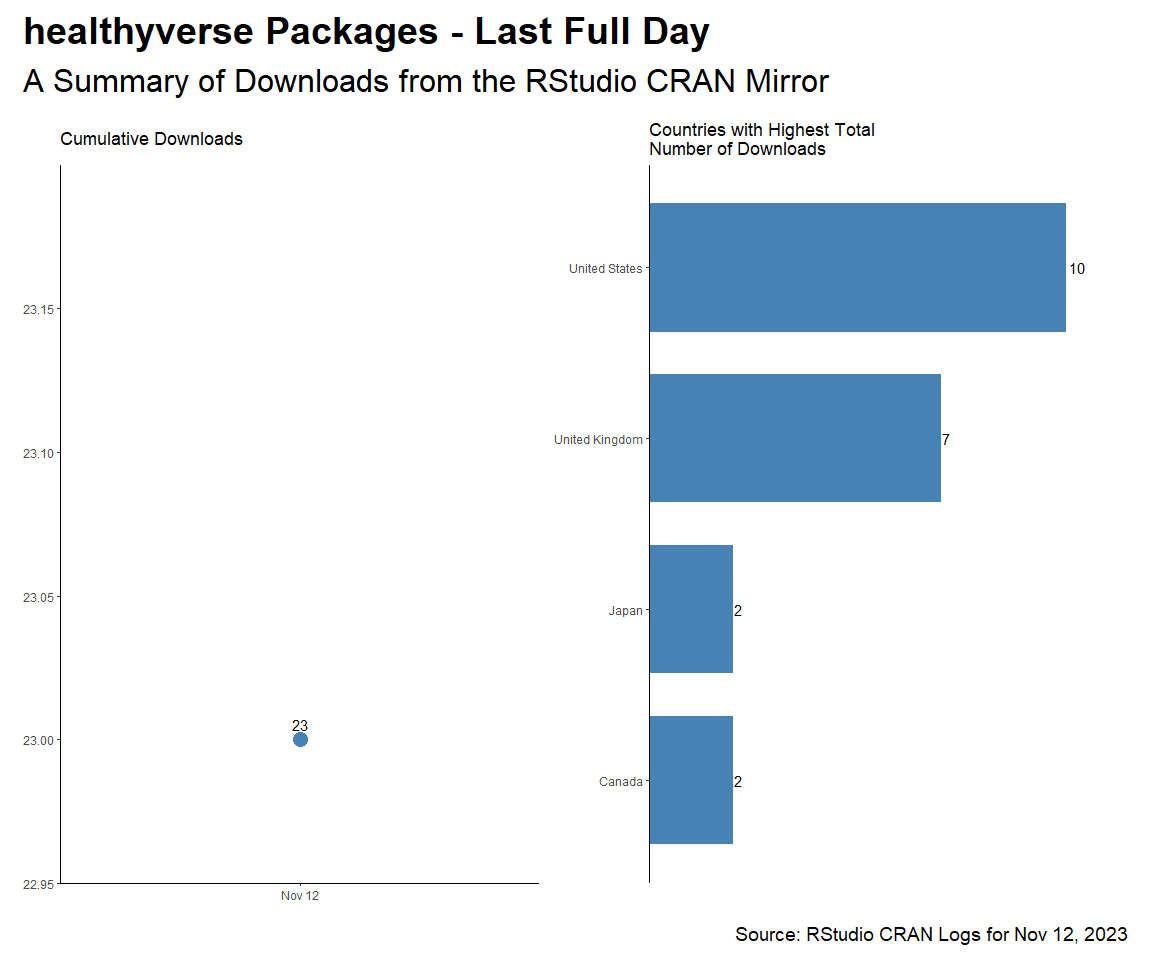 healthyverse Packages - Last Full Day
A Summary of Downloads from the RStudio CRAN Mirror
Cumulative Downloads
23.15
23.10
23.05
23.00
22.95
23
Nov 12
Countries with Highest Total
Number of Downloads
United States
10
United Kingdom
7
Japan
2
Canada
2
Source: RStudio CRAN Logs for Nov 12, 2023